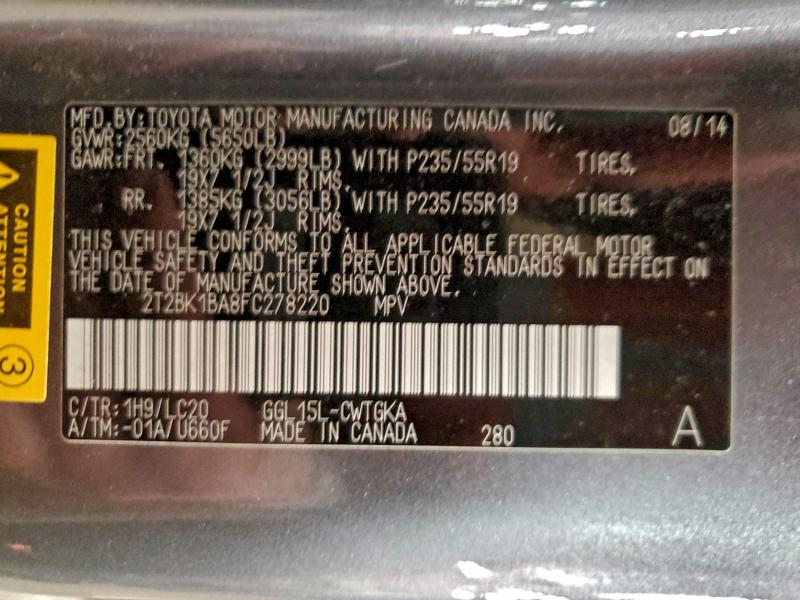 MFD.BY:TOYOTA MOTOR MANUFACTURING CANADA INC. 08/14
GVWR:2560KG (5650LB)
GAWR:FRT. 1360KG (2999LB) WITH P235/55R19 TIRES,
19X7 1/2J RIMS,
RR. 1385KG (3056LB) WITH P235/55R19 TIRES,
19X7 1/2J RIMS,
THIS VEHICLE CONFORMS TO ALL APPLICABLE FEDERAL MOTOR
VEHICLE SAFETY AND THEFT PREVENTION STANDARDS IN EFFECT ON
THE DATE OF MANUFACTURE SHOWN ABOVE.
2T2BK1BA8FC278220 MPV
C/TR:1H9/LC20 GGL15L-CWTGKA
A/TM:-01A/U660F MADE IN CANADA 280 A
CAUTION
ATTENTION
3